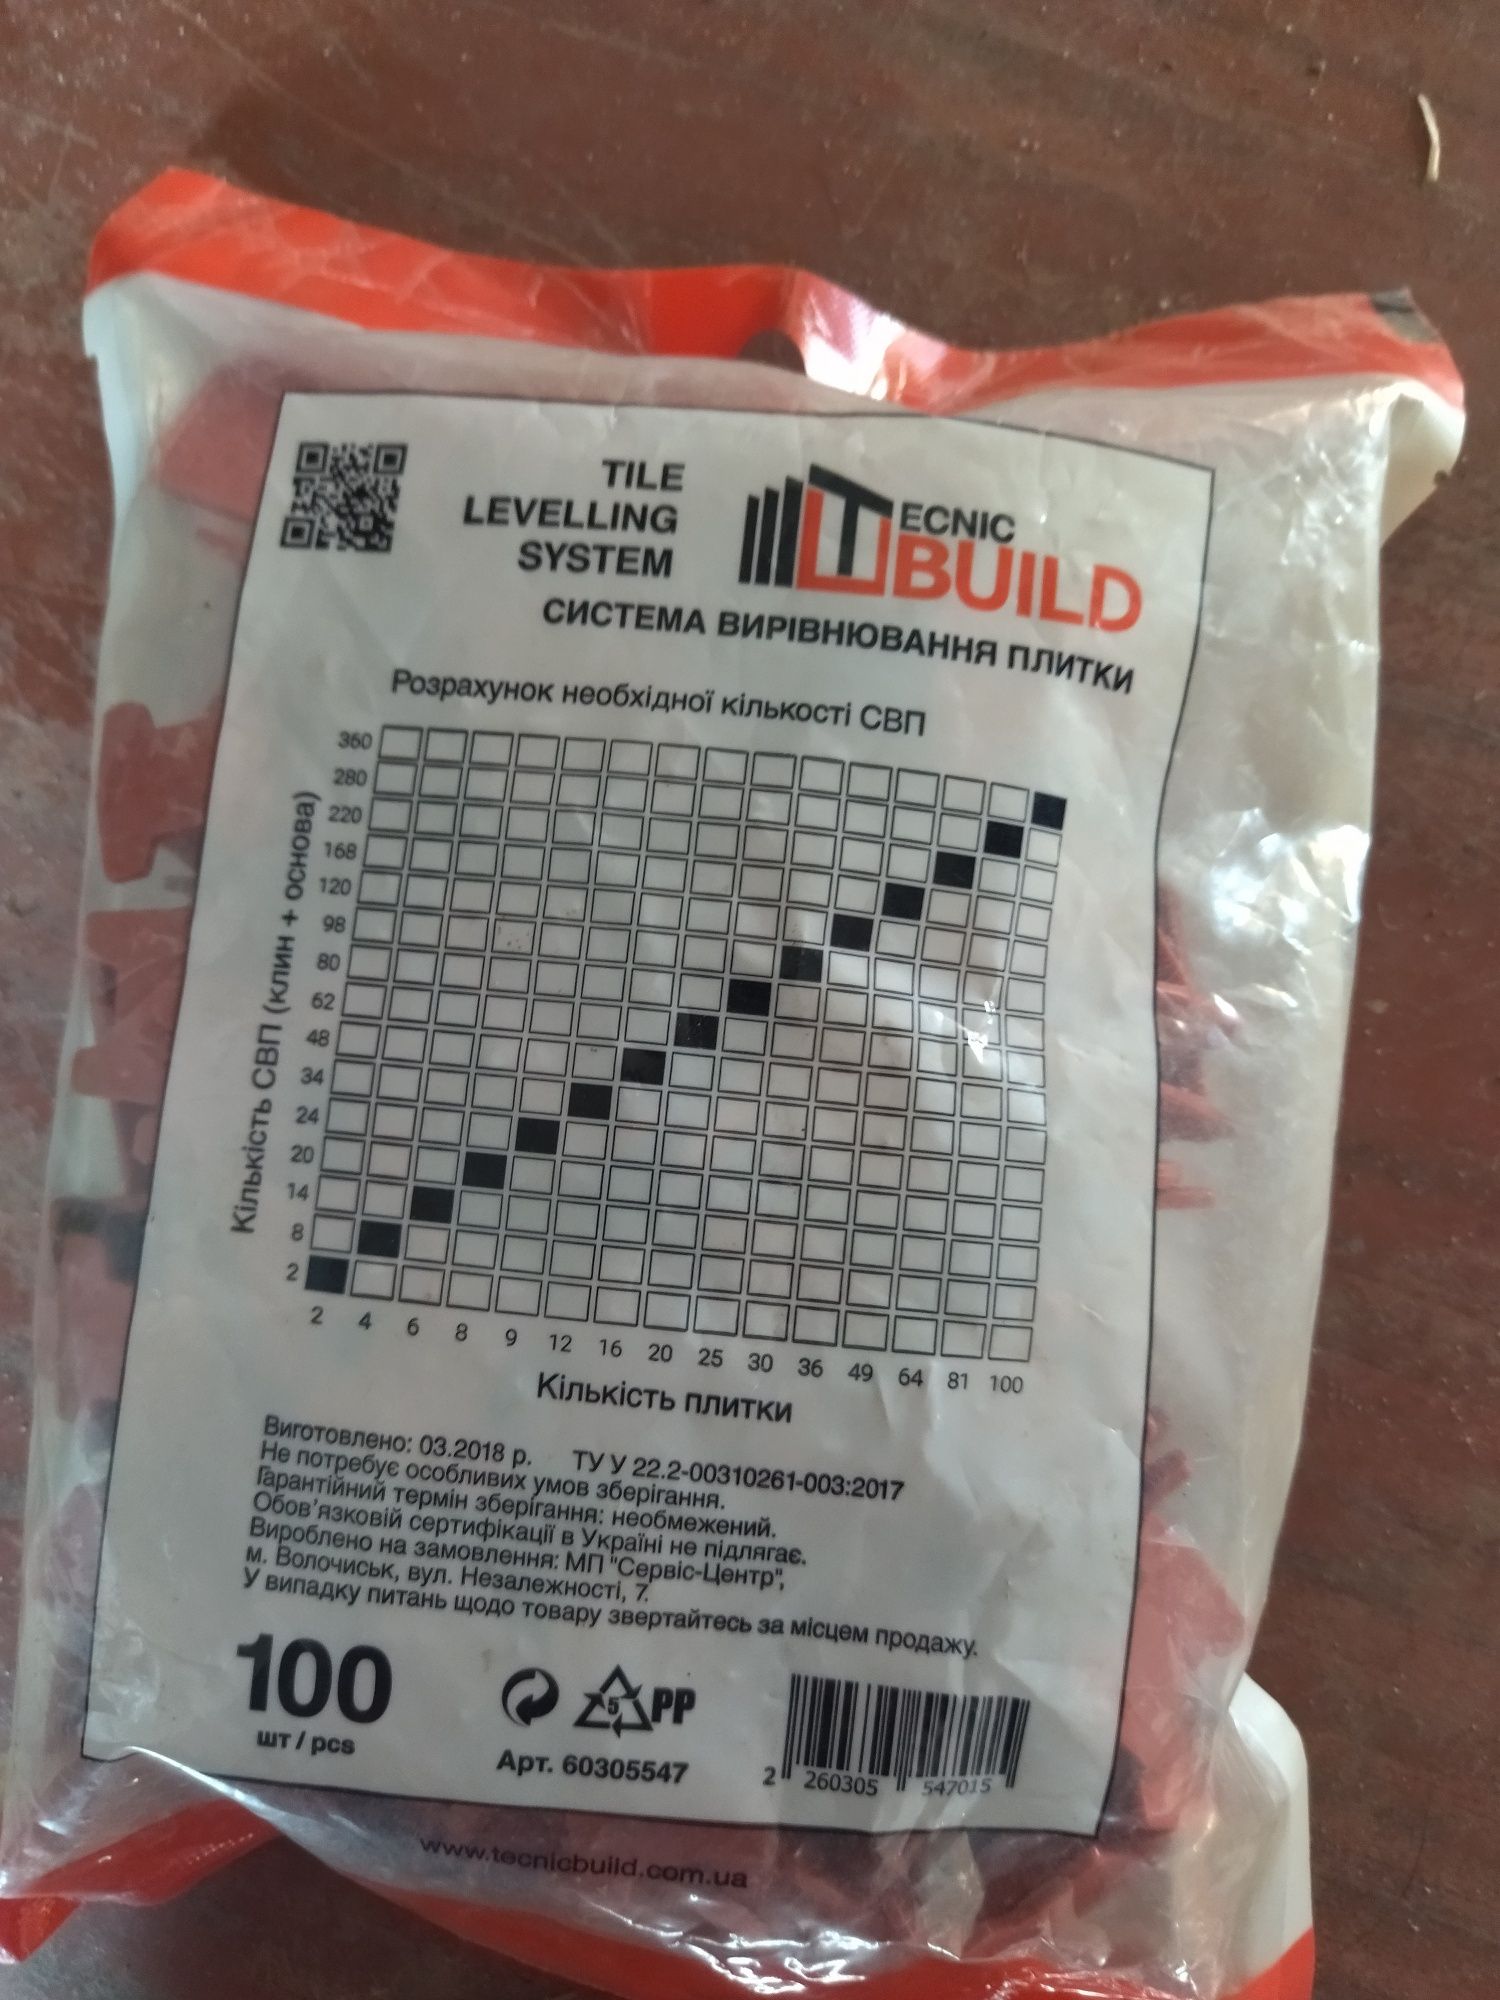 TILE
LEVELLING
SYSTEM
TECNIC
BUILD
СИСТЕМА ВИРІВНЮВАННЯ ПЛИТКИ
Розрахунок необхідної кількості СВП
Кількість СВП (клин + основа)
360
280
220
168
120
98
80
62
48
34
24
20
14
8
2
2 4 6 8 9 12 16 20 25 30 36 49 64 81 100
Кількість плитки
Виготовлено: 03.2018 р. ТУ У 22.2-00310261-003:2017
Не потребує особливих умов зберігання.
Гарантійний термін зберігання: необмежений.
Обов'язковій сертифікації в Україні не підлягає.
Вироблено на замовлення: МП "Сервіс-Центр",
м. Волочиськ, вул. Незалежності, 7.
У випадку питань щодо товару звертайтесь за місцем продажу.
100
шт / pcs
5 PP
Арт. 60305547
2 260305 547015
www.tecnicbuild.com.ua